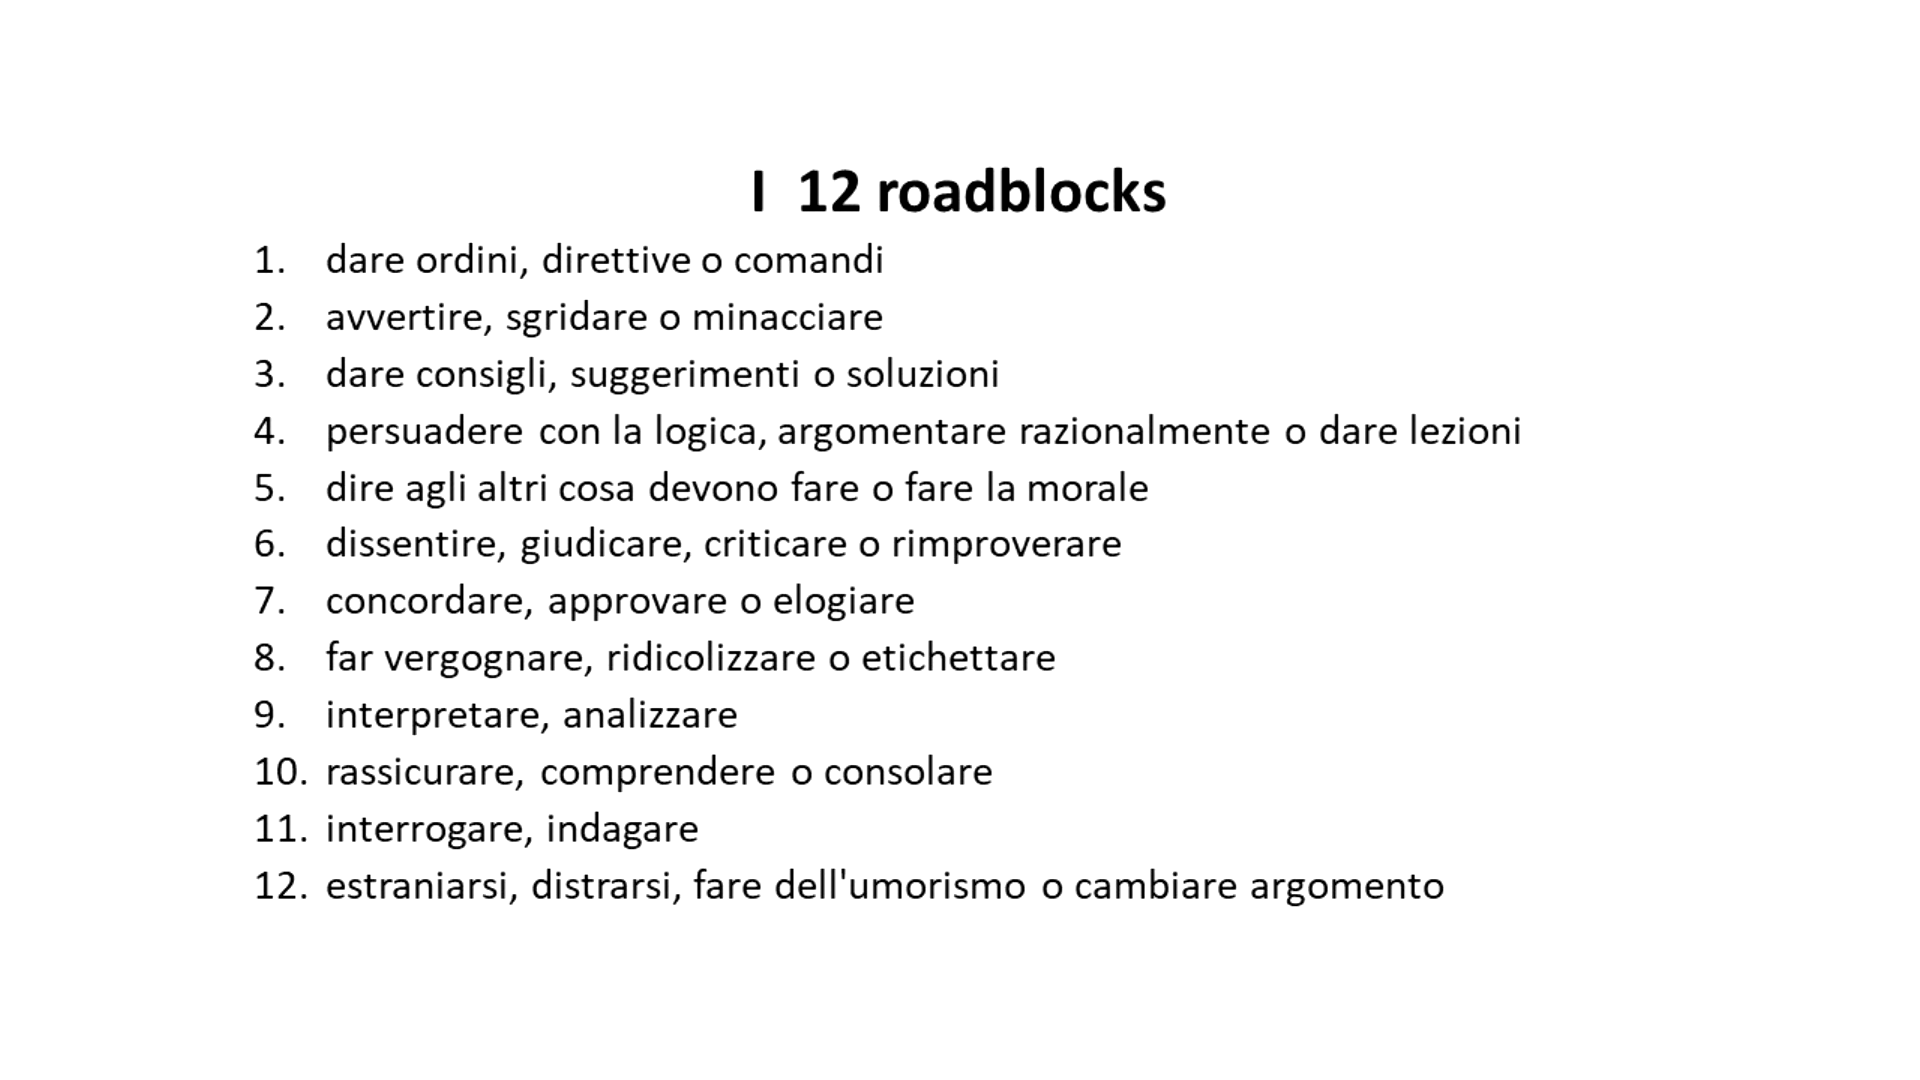 I  12 roadblocks
1. dare ordini, direttive o comandi
2. avvertire, sgridare o minacciare
3. dare consigli, suggerimenti o soluzioni
4. persuadere con la logica, argomentare razionalmente o dare lezioni
5. dire agli altri cosa devono fare o fare la morale
6. dissentire, giudicare, criticare o rimproverare
7. concordare, approvare o elogiare
8. far vergognare, ridicolizzare o etichettare
9. interpretare, analizzare
10. rassicurare, comprendere o consolare
11. interrogare, indagare
12. estraniarsi, distrarsi, fare dell'umorismo o cambiare argomento